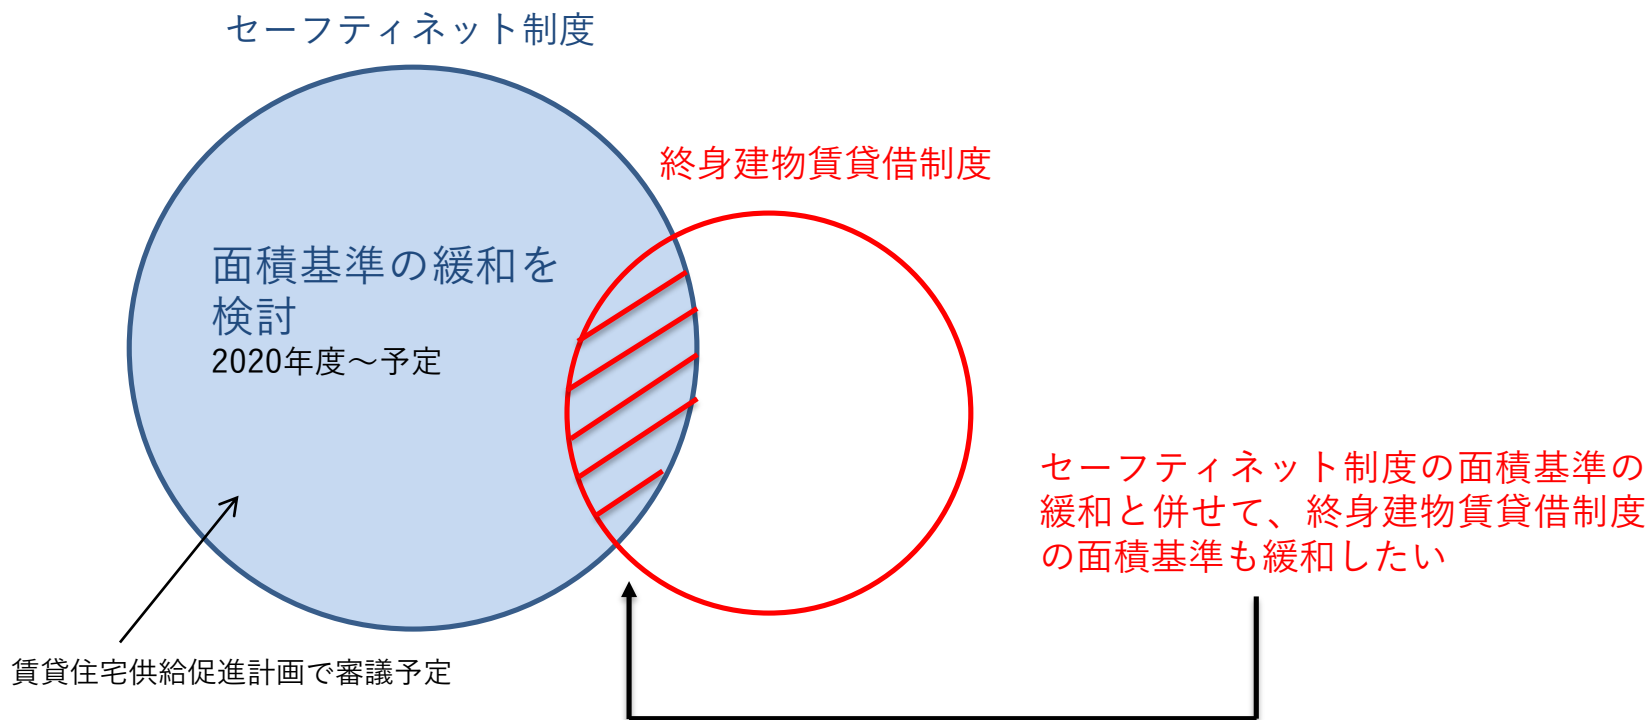 セーフティネット制度
終身建物賃貸借制度
面積基準の緩和を
検討
2020年度～予定
セーフティネット制度の面積基準の
緩和と併せて、終身建物賃貸借制度
の面積基準も緩和したい
賃貸住宅供給促進計画で審議予定